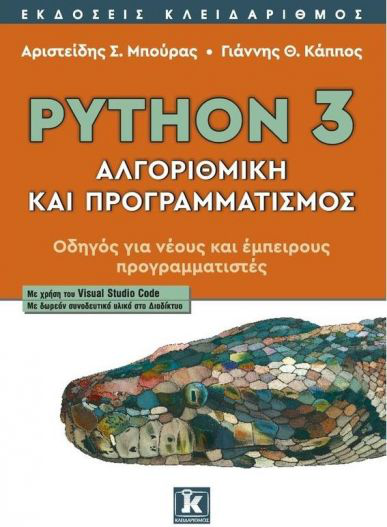 ΕΚΔΟΣΕΙΣ ΚΛΕΙΔΑΡΙΘΜΟΣ
Αριστείδης Σ. Μπούρας • Γιάννης Θ. Κάππος
PYTHON 3
ΑΛΓΟΡΙΘΜΙΚΗ
ΚΑΙ ΠΡΟΓΡΑΜΜΑΤΙΣΜΟΣ
Οδηγός για νέους και έμπειρους
προγραμματιστές
Με χρήση του Visual Studio Code
Με δωρεάν συνοδευτικό υλικό στο Διαδίκτυο
Κ
ΚΛΕΙΔΑΡΙΘΜΟΣ